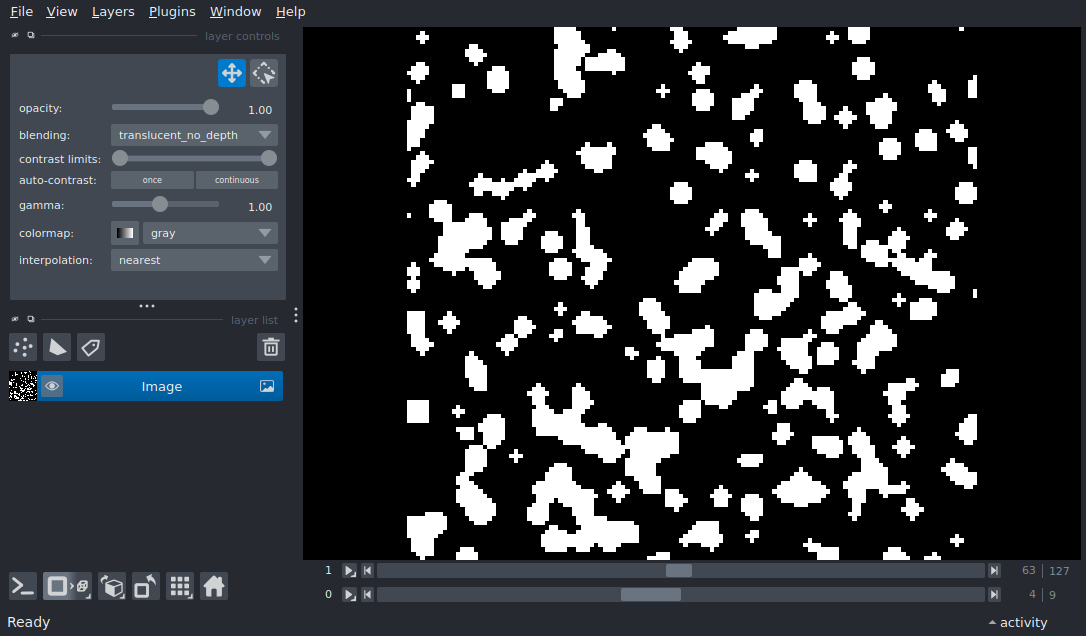 File View Layers Plugins Window Help
layer controls
opacity: 1.00
blending: translucent_no_depth
contrast limits:
auto-contrast: once continuous
gamma: 1.00
colormap: gray
interpolation: nearest
layer list
Image
1 63 127
0 4 9
Ready activity